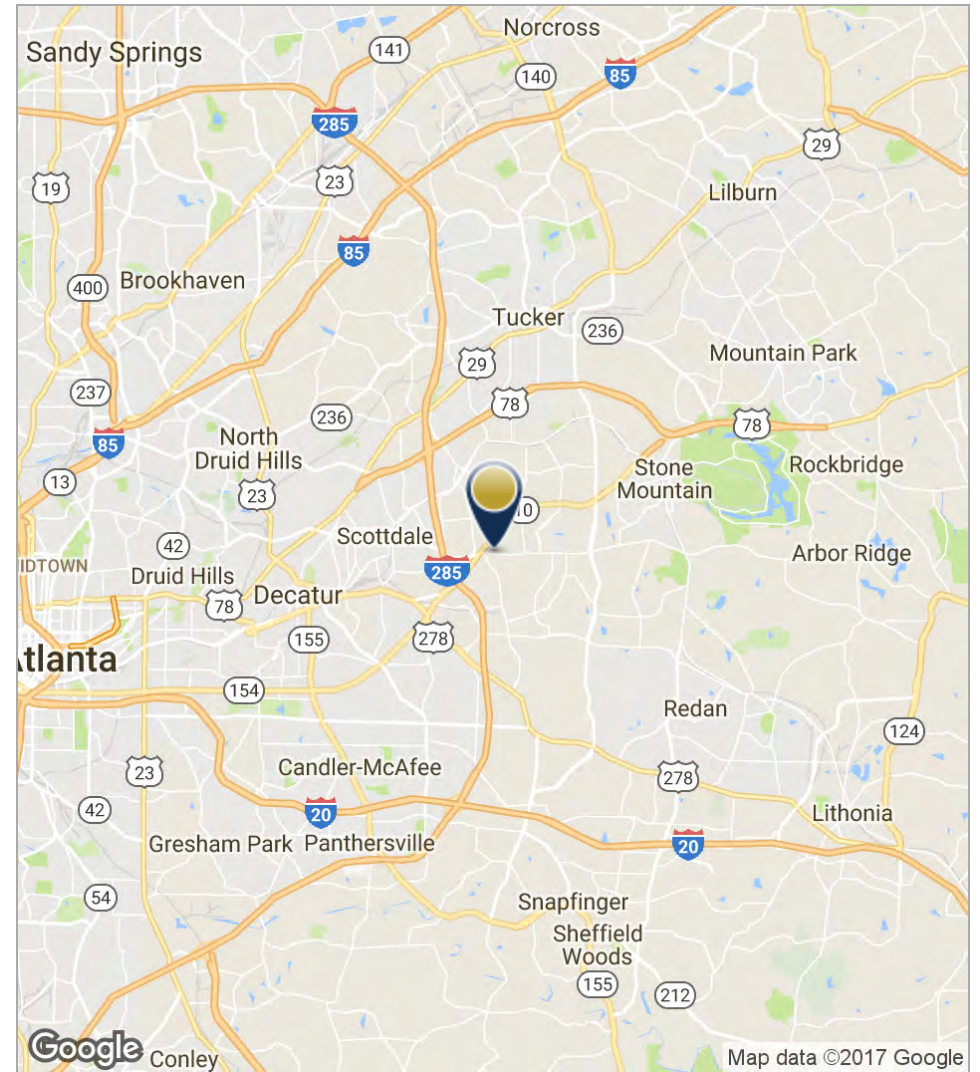 Norcross
Sandy Springs
141
140
85
285
29
23
19
Lilburn
85
Brookhaven
400
Tucker
236
Mountain Park
29
237
78
236
78
North
Druid Hills
85
Stone
Mountain
Rockbridge
13
23
10
Scottdale
42
Arbor Ridge
IDTOWN
Druid Hills
285
Decatur
78
155
278
tlanta
154
Redan
124
23
Candler-McAfee
278
42
20
Lithonia
Gresham Park
Panthersville
20
54
Snapfinger
Sheffield
Woods
155
212
Google
Conley
Map data ©2017 Google